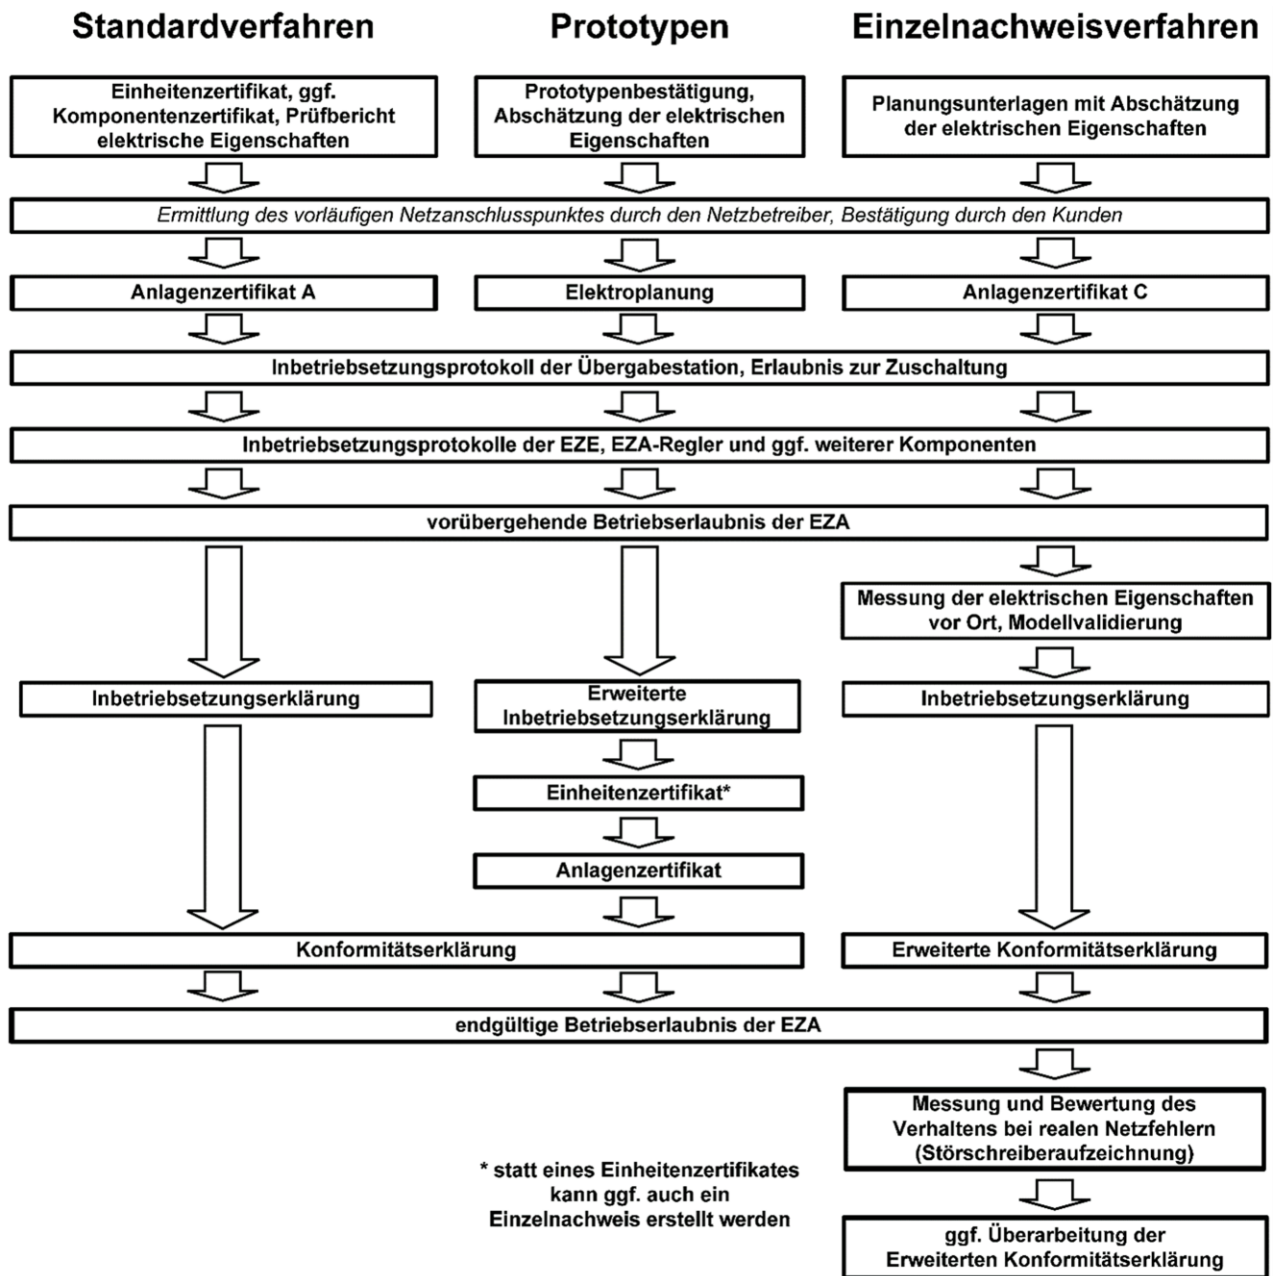 Standardverfahren
Prototypen
Einzelnachweisverfahren
Einheitenzertifikat, ggf.
Komponentenzertifikat, Prüfbericht
elektrische Eigenschaften
Prototypenbestätigung,
Abschätzung der elektrischen
Eigenschaften
Planungsunterlagen mit Abschätzung
der elektrischen Eigenschaften
Ermittlung des vorläufigen Netzanschlusspunktes durch den Netzbetreiber, Bestätigung durch den Kunden
Anlagenzertifikat A
Elektroplanung
Anlagenzertifikat C
Inbetriebsetzungsprotokoll der Übergabestation, Erlaubnis zur Zuschaltung
Inbetriebsetzungsprotokolle der EZE, EZA-Regler und ggf. weiterer Komponenten
vorübergehende Betriebserlaubnis der EZA
Messung der elektrischen Eigenschaften
vor Ort, Modellvalidierung
Inbetriebsetzungserklärung
Erweiterte
Inbetriebsetzungserklärung
Inbetriebsetzungserklärung
Einheitenzertifikat*
Anlagenzertifikat
Konformitätserklärung
Erweiterte Konformitätserklärung
endgültige Betriebserlaubnis der EZA
Messung und Bewertung des
Verhaltens bei realen Netzfehlern
(Störschreiberaufzeichnung)
* statt eines Einheitenzertifikates
kann ggf. auch ein
Einzelnachweis erstellt werden
ggf. Überarbeitung der
Erweiterten Konformitätserklärung